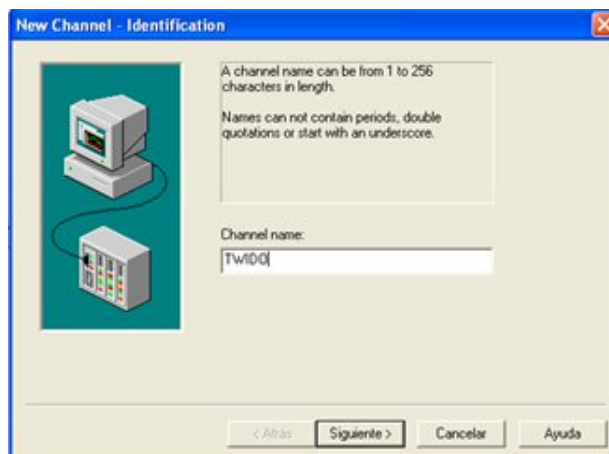 New Channel - Identification
A channel name can be from 1 to 256
characters in length.
Names can not contain periods, double
quotations or start with an underscore.
Channel name:
TWIDO
< Atrás
Siguiente >
Cancelar
Ayuda